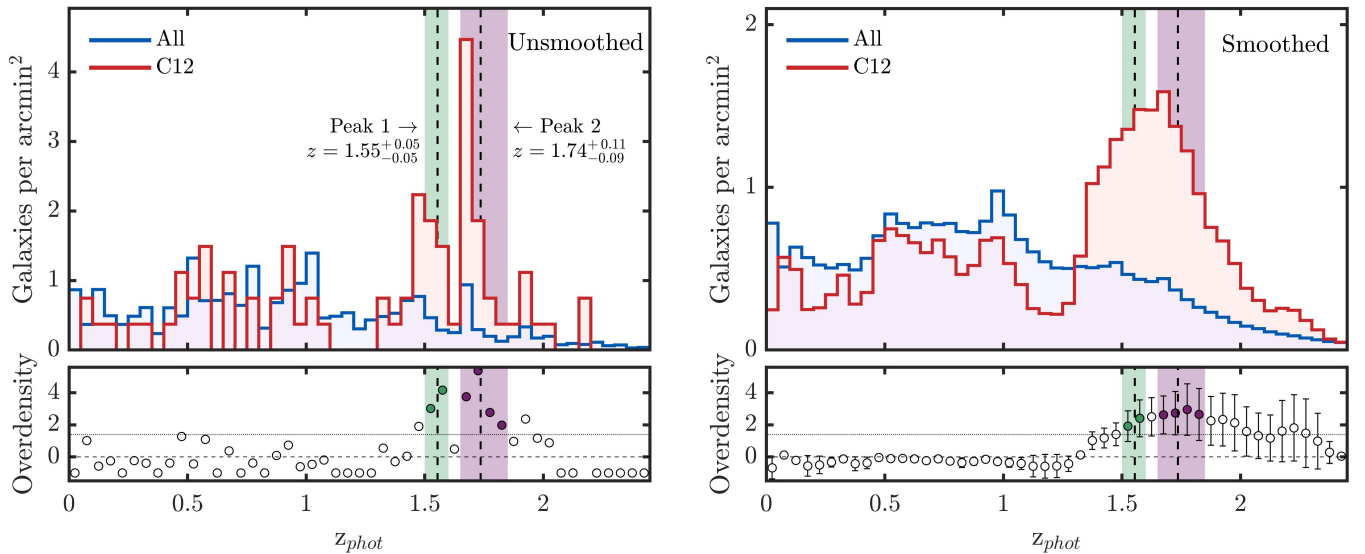 All
C12
Unsmoothed
Peak 1 →
z = 1.55 +0.05 −0.05
← Peak 2
z = 1.74 +0.11 −0.09
Galaxies per arcmin²
4
3
2
1
0
Overdensity
4
2
0
0
0.5
1
1.5
2
z_phot
All
C12
Smoothed
Galaxies per arcmin²
2
1
0
Overdensity
4
2
0
0
0.5
1
1.5
2
z_phot